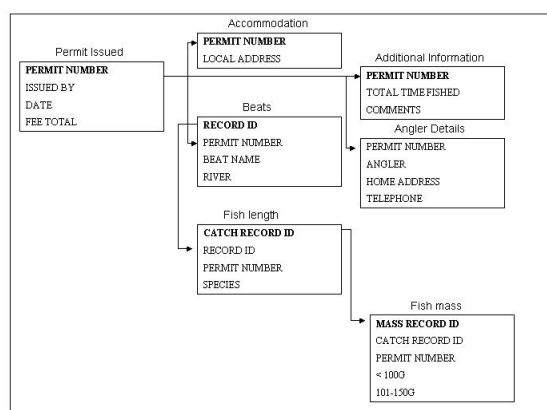 Accommodation
PERMIT NUMBER
LOCAL ADDRESS
Permit Issued
PERMIT NUMBER
ISSUED BY
DATE
FEE TOTAL
Additional Information
PERMIT NUMBER
TOTAL TIME FISHED
COMMENTS
Beats
RECORD ID
PERMIT NUMBER
BEAT NAME
RIVER
Angler Details
PERMIT NUMBER
ANGLER
HOME ADDRESS
TELEPHONE
Fish length
CATCH RECORD ID
RECORD ID
PERMIT NUMBER
SPECIES
Fish mass
MASS RECORD ID
CATCH RECORD ID
PERMIT NUMBER
< 100G
101-150G